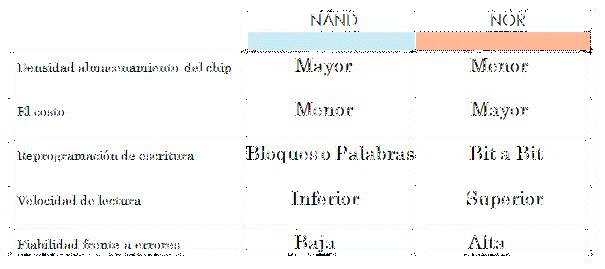 NAND NOR
Densidad almacenamiento del chip Mayor Menor
El costo Menor Mayor
Reprogramación de escritura Bloques o Palabras Bit a Bit
Velocidad de lectura Inferior Superior
Fiabilidad frente a errores Baja Alta